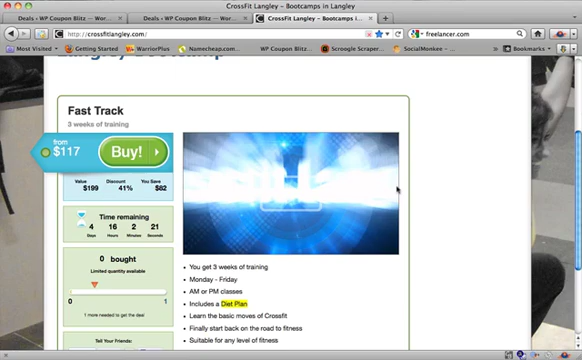 CrossFit Langley - Bootcamps in Langley
Deals ‹ WP Coupon Blitz — Wor...
Deals ‹ WP Coupon Blitz — Wor...
CrossFit Langley - Bootcamps i...
http://crossfitlangley.com/
freelancer.com
Most Visited
Getting Started
WarriorPlus
Namecheap.com
WP Coupon Blitz
Scroogle Scraper...
SocialMonkee
Bookmarks
Langley Bootcamp
Fast Track
3 weeks of training
from
$117
Buy!
Value
Discount
You Save
$199
41%
$82
Time remaining
4
16
2
21
Days
Hours
Minutes
Seconds
0 bought
Limited quantity available
0
1
1 more needed to get the deal
Tell Your Friends:
• You get 3 weeks of training
• Monday - Friday
• AM or PM classes
• Includes a Diet Plan
• Learn the basic moves of Crossfit
• Finally start back on the road to fitness
• Suitable for any level of fitness